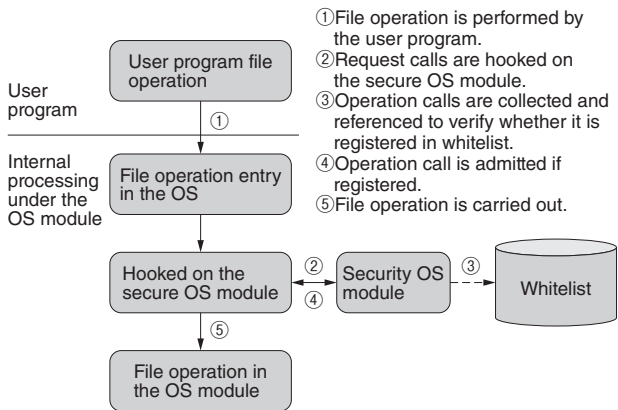 User program file
operation
User
program
①
Internal
processing
under the
OS module
File operation entry
in the OS
Hooked on the
secure OS module
②
④
Security OS
module
③
Whitelist
⑤
File operation in
the OS module
①File operation is performed by
the user program.
②Request calls are hooked on
the secure OS module.
③Operation calls are collected and
referenced to verify whether it is
registered in whitelist.
④Operation call is admitted if
registered.
⑤File operation is carried out.